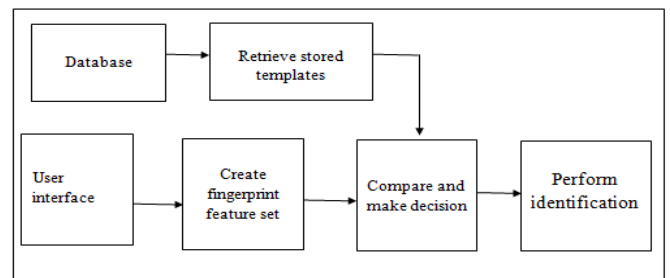 Database
Retrieve stored
templates
User
interface
Create
fingerprint
feature set
Compare and
make decision
Perform
identification